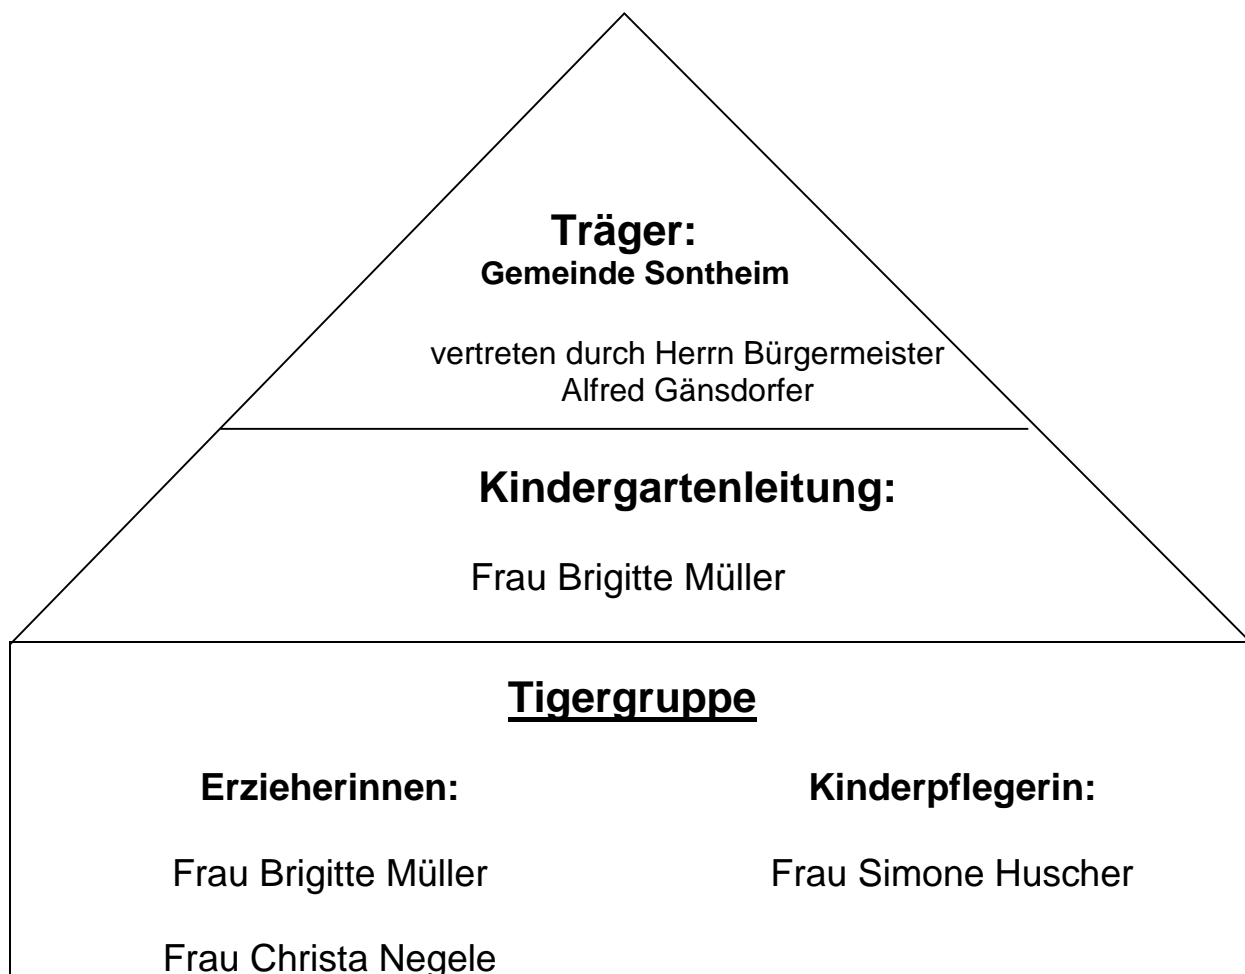 Träger:
Gemeinde Sontheim
vertreten durch Herrn Bürgermeister
Alfred Gänsdorfer
Kindergartenleitung:
Frau Brigitte Müller
Tigergruppe
Erzieherinnen:
Kinderpflegerin:
Frau Brigitte Müller
Frau Simone Huscher
Frau Christa Negele